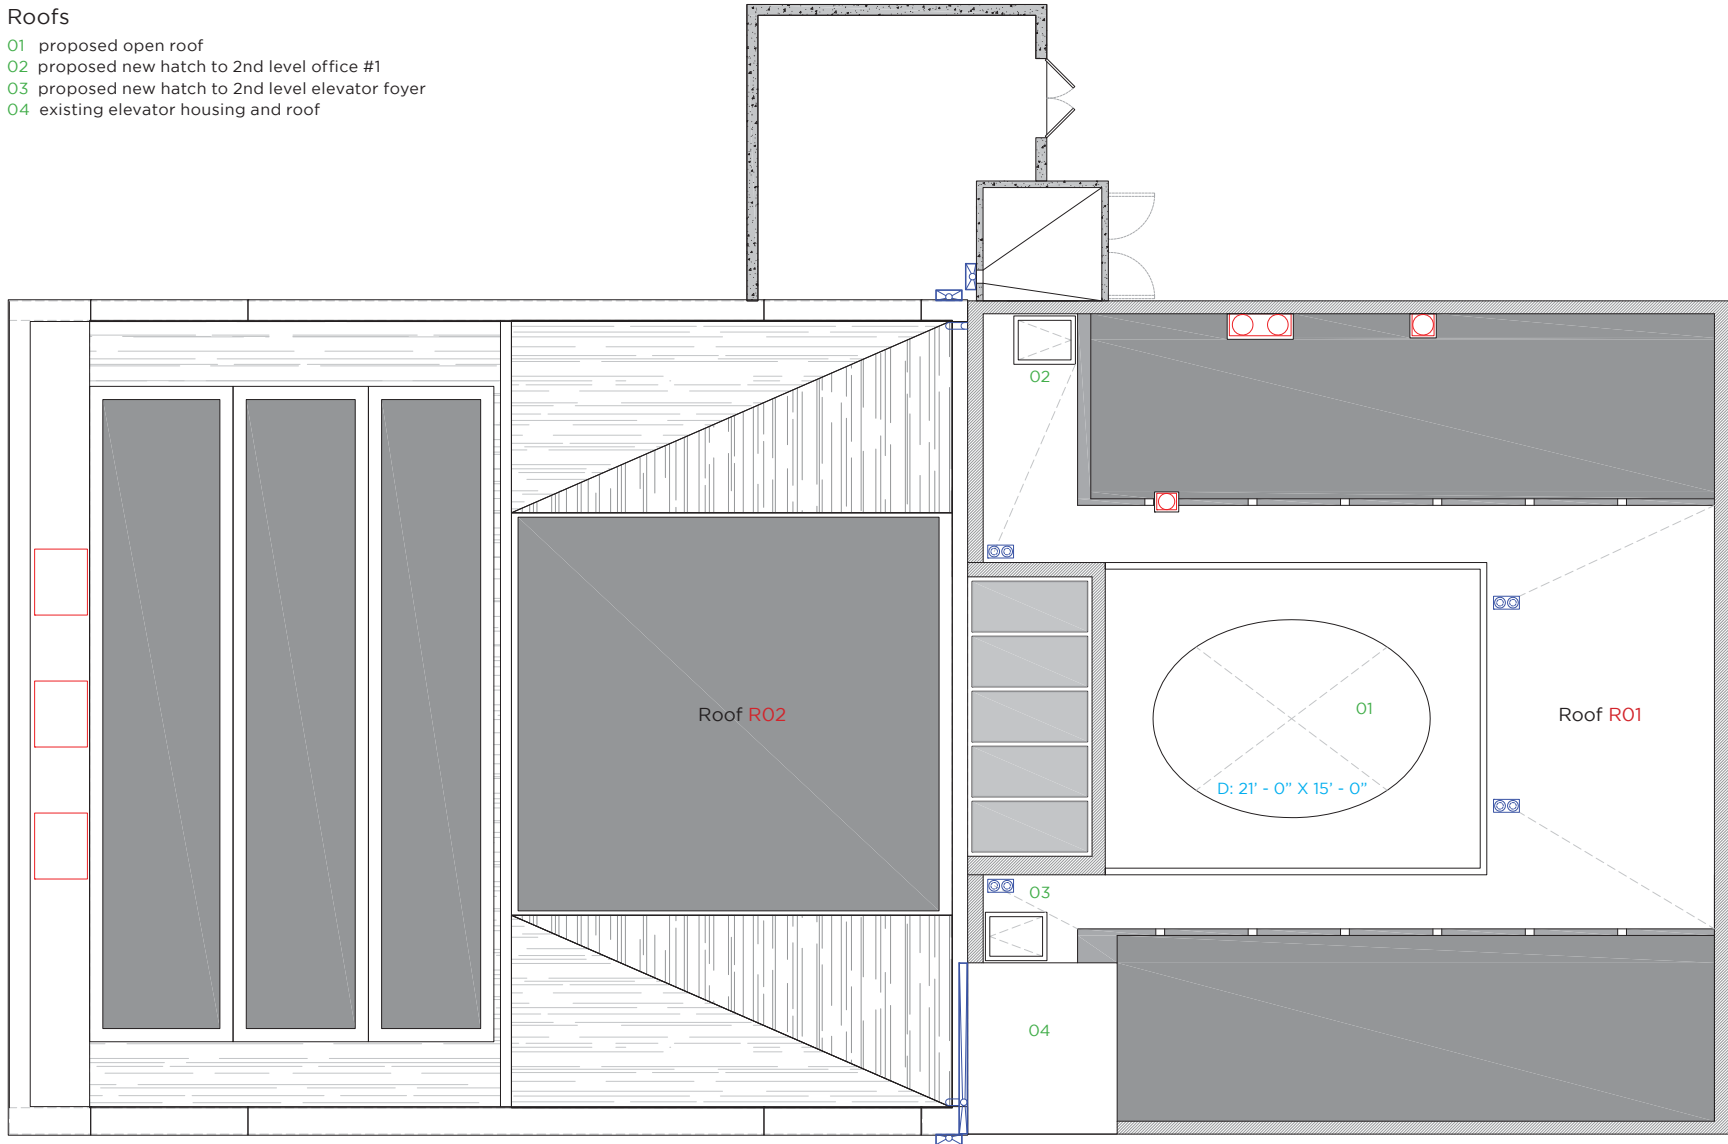 Roofs
01 proposed open roof
02 proposed new hatch to 2nd level office #1
03 proposed new hatch to 2nd level elevator foyer
04 existing elevator housing and roof
02
Roof R02
01
Roof R01
D: 21’ - 0” X 15’ - 0”
03
04